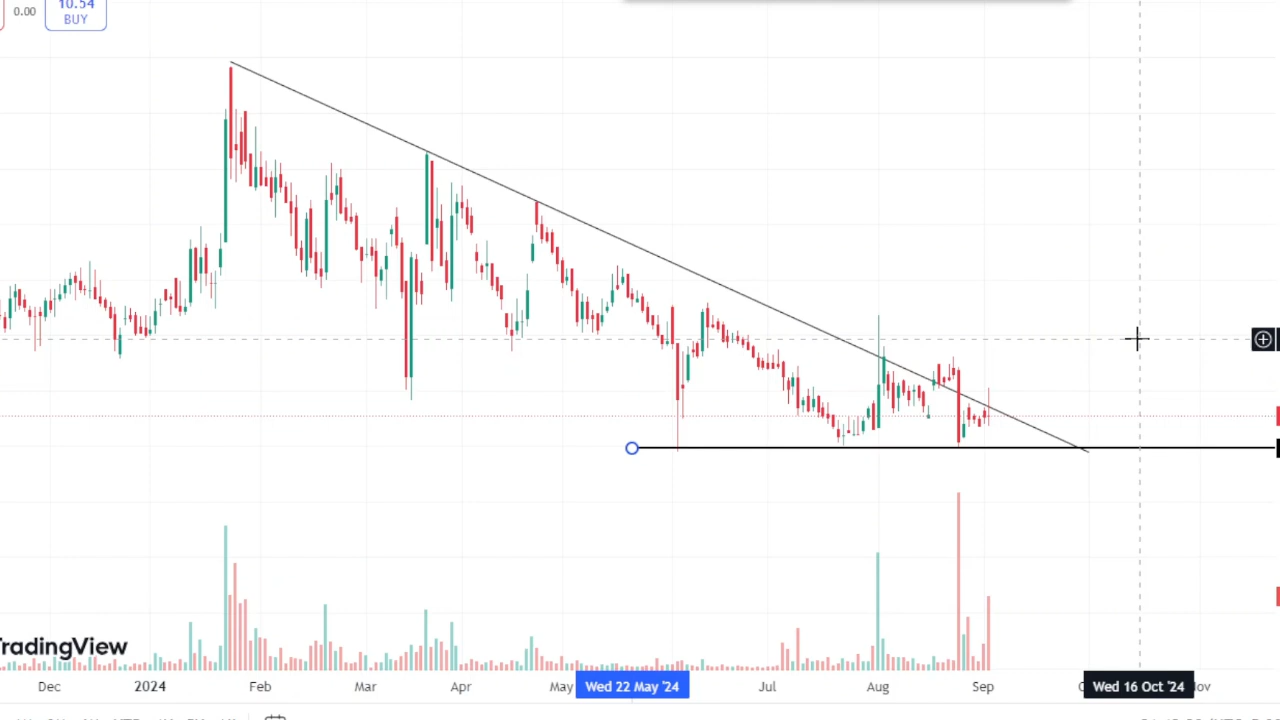 0.00
10.54
BUY
TradingView
Dec
2024
Feb
Mar
Apr
May
Wed 22 May '24
Jul
Aug
Sep
Wed 16 Oct '24